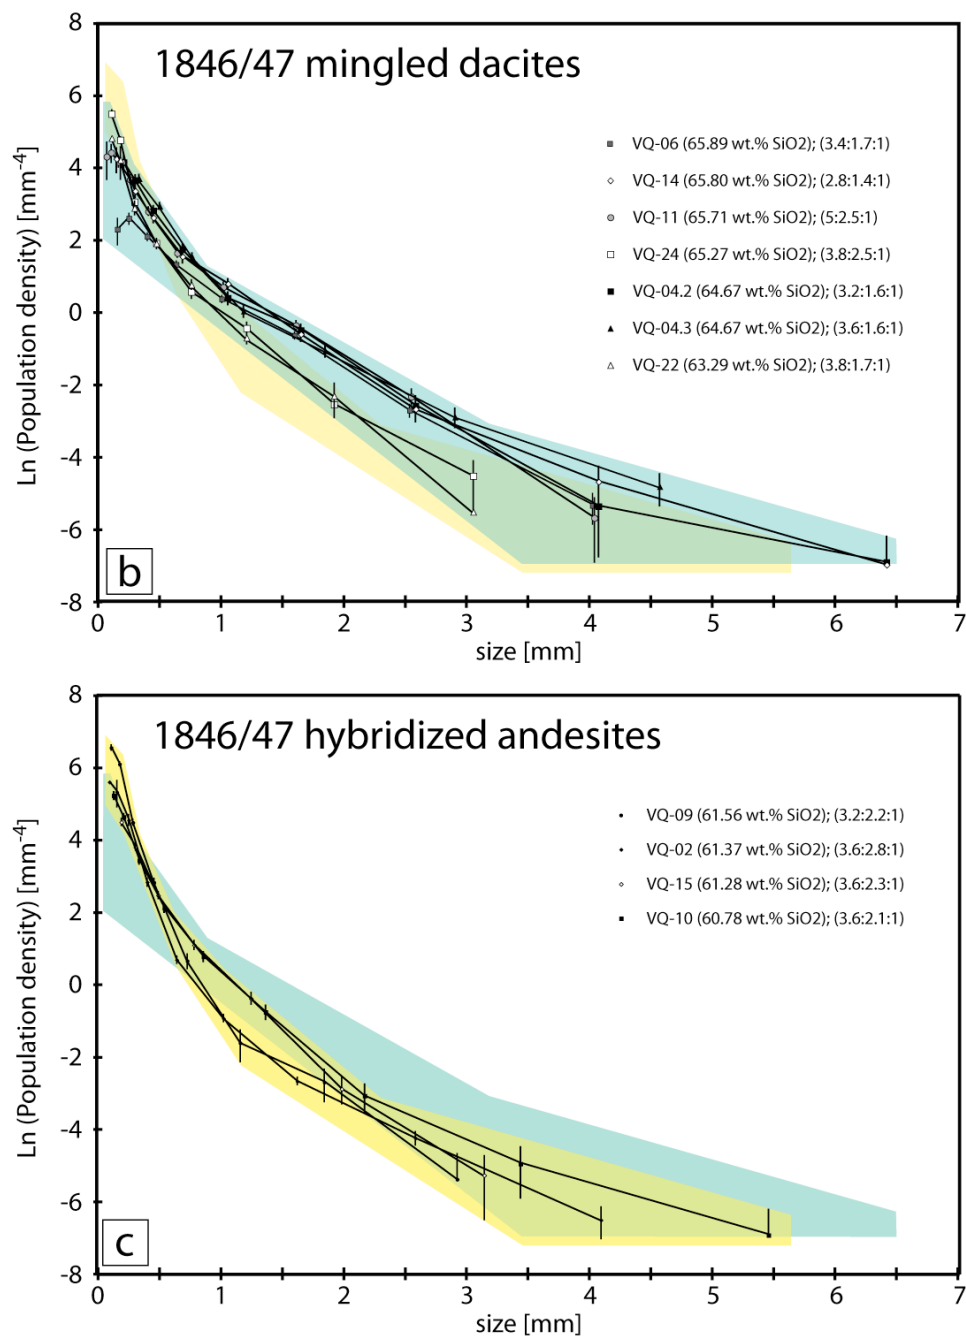 8
1846/47 mingled dacites
6
VQ-06 (65.89 wt.% SiO2); (3.4:1.7:1)
4
VQ-14 (65.80 wt.% SiO2); (2.8:1.4:1)
VQ-11 (65.71 wt.% SiO2); (5:2.5:1)
2
VQ-24 (65.27 wt.% SiO2); (3.8:2.5:1)
VQ-04.2 (64.67 wt.% SiO2); (3.2:1.6:1)
0
VQ-04.3 (64.67 wt.% SiO2); (3.6:1.6:1)
VQ-22 (63.29 wt.% SiO2); (3.8:1.7:1)
-2
-4
-6
-8
Ln (Population density) [mm-4]
b
0 1 2 3 4 5 6 7
size [mm]
8
1846/47 hybridized andesites
6
VQ-09 (61.56 wt.% SiO2); (3.2:2.2:1)
VQ-02 (61.37 wt.% SiO2); (3.6:2.8:1)
4
VQ-15 (61.28 wt.% SiO2); (3.6:2.3:1)
VQ-10 (60.78 wt.% SiO2); (3.6:2.1:1)
2
0
-2
-4
-6
-8
Ln (Population density) [mm-4]
c
0 1 2 3 4 5 6 7
size [mm]